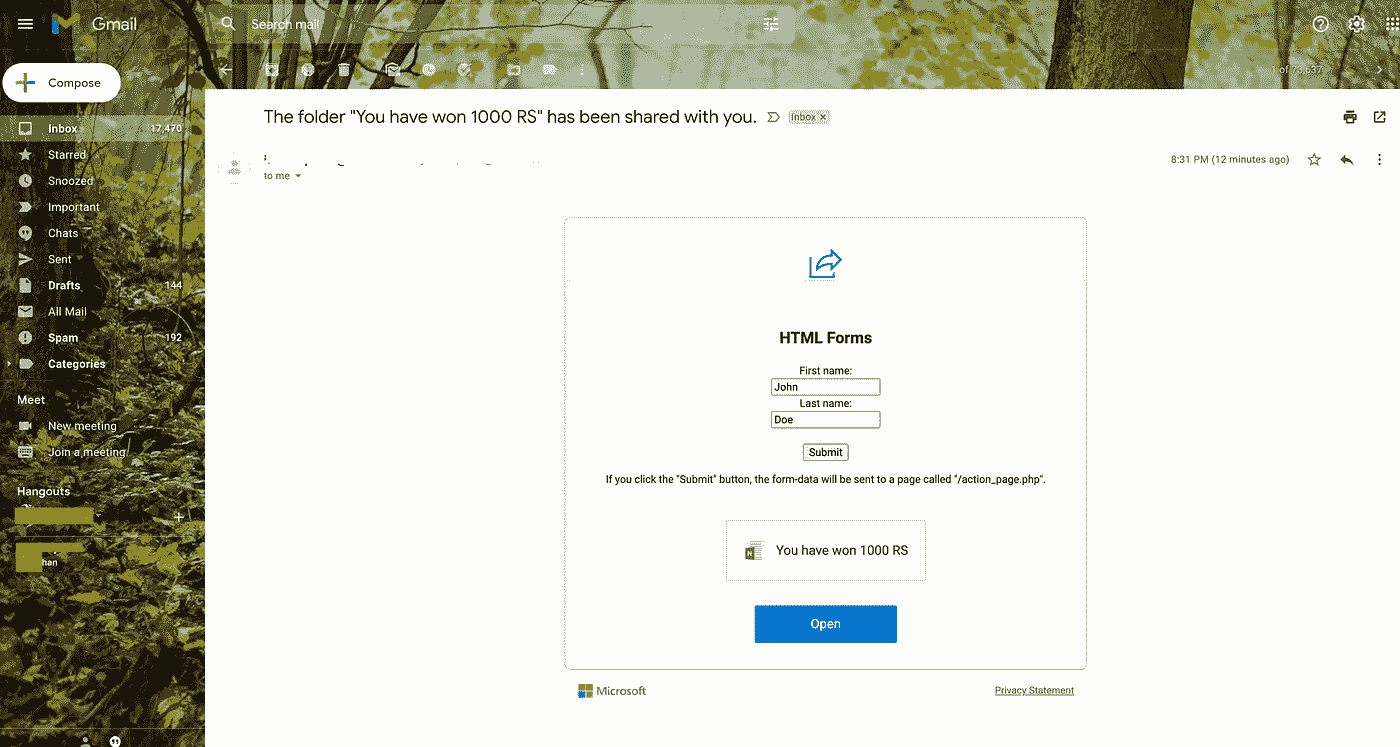 Gmail
Search mail
Compose
1 of 73,637
Inbox 17,470
Starred
Snoozed
Important
Chats
Sent
Drafts 144
All Mail
Spam 192
Categories
Meet
New meeting
Join a meeting
Hangouts
han
The folder "You have won 1000 RS" has been shared with you.
Inbox x
8:31 PM (12 minutes ago)
to me
HTML Forms
First name:
John
Last name:
Doe
Submit
If you click the "Submit" button, the form-data will be sent to a page called "/action_page.php".
N
You have won 1000 RS
Open
Microsoft
Privacy Statement